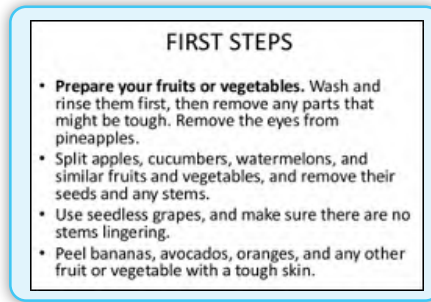 FIRST STEPS
• Prepare your fruits or vegetables. Wash and
rinse them first, then remove any parts that
might be tough. Remove the eyes from
pineapples.
• Split apples, cucumbers, watermelons, and
similar fruits and vegetables, and remove their
seeds and any stems.
• Use seedless grapes, and make sure there are no
stems lingering.
• Peel bananas, avocados, oranges, and any other
fruit or vegetable with a tough skin.